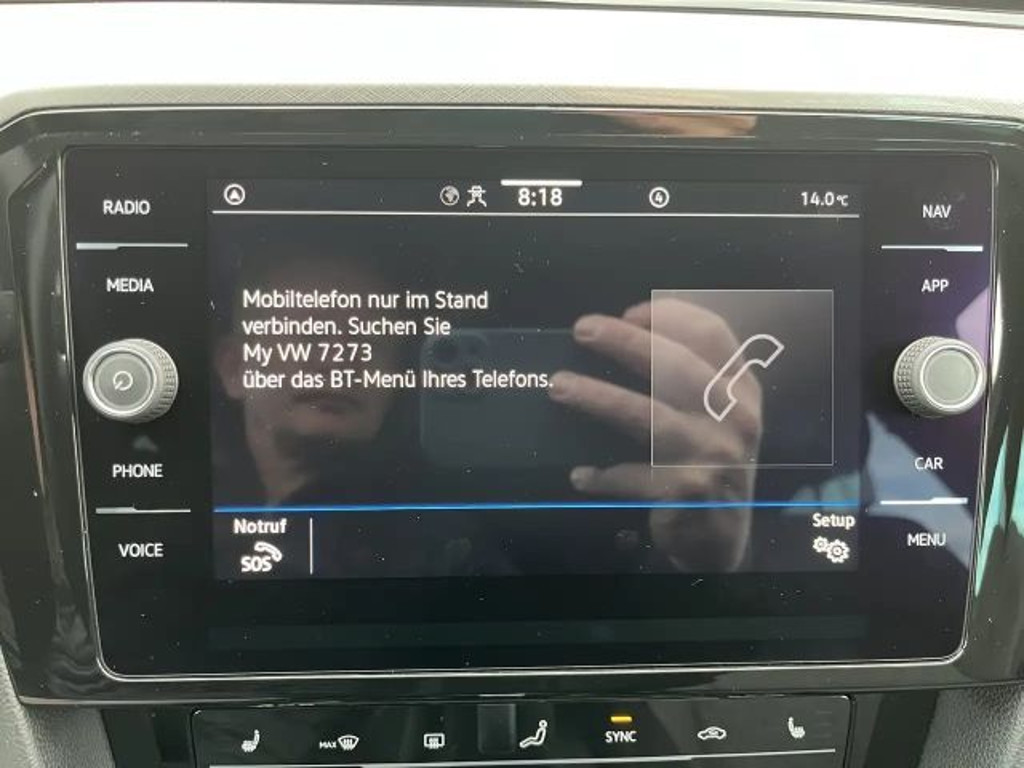 RADIO
MEDIA
PHONE
VOICE
8:18
4
14.0℃
Mobiltelefon nur im Stand
verbinden. Suchen Sie
My VW 7273
über das BT-Menü Ihres Telefons.
Notruf
SOS
Setup
NAV
APP
CAR
MENU
MAX
SYNC